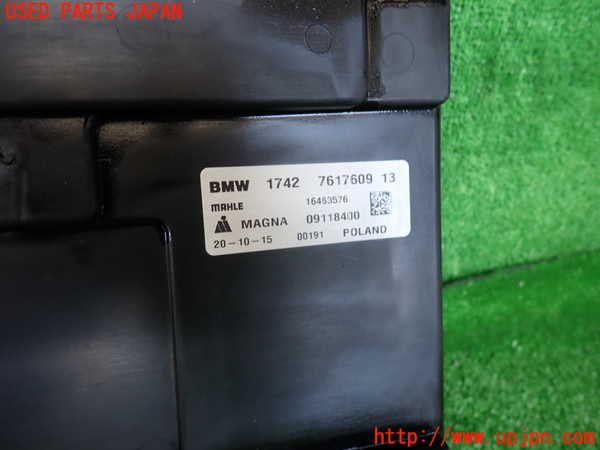 USED PARTS JAPAN
BMW 1742 7617609 13
MAHLE 16463576
MAGNA 09118400
20-10-15 00191 POLAND
http://www.upjpn.com/